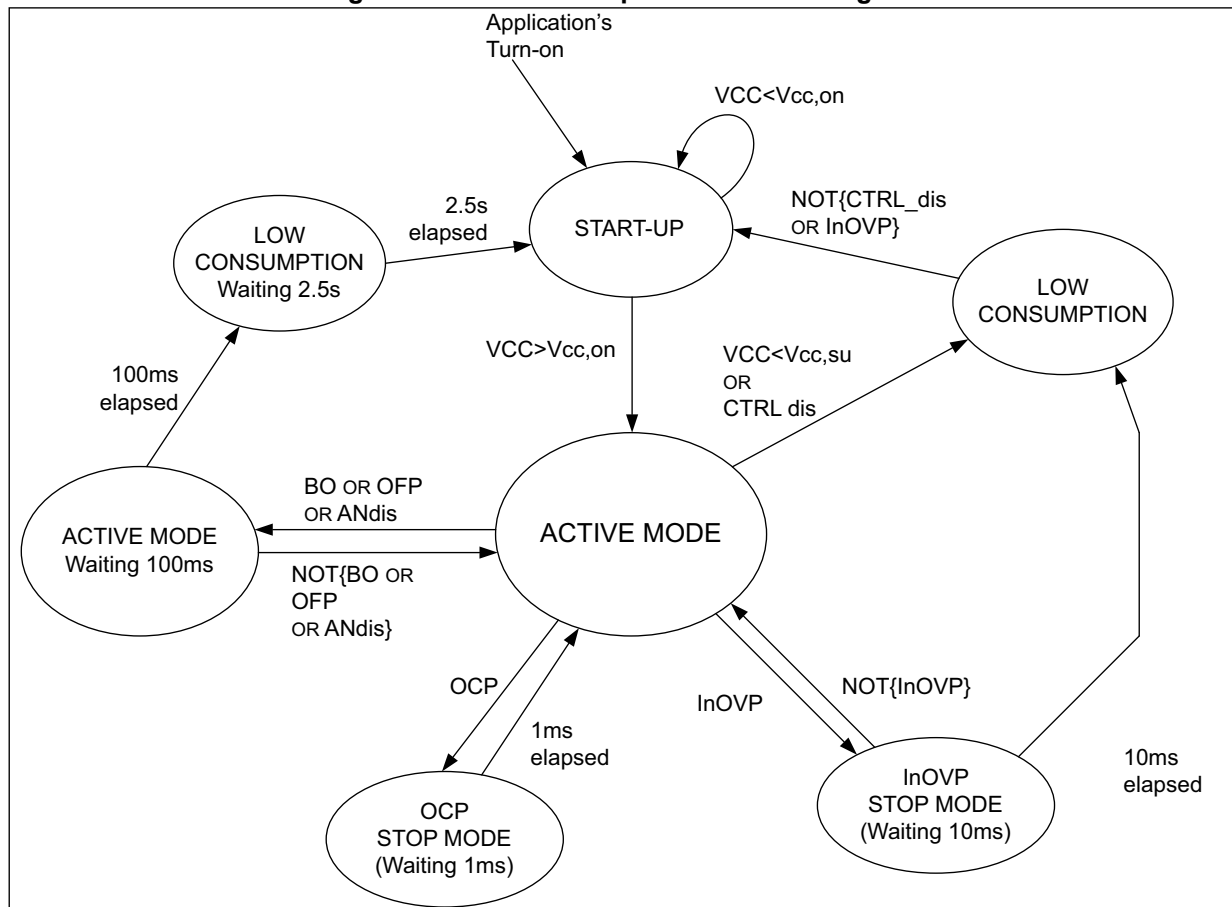 Application's
Turn-on
VCC<Vcc,on
START-UP
NOT{CTRL_dis
OR InOVP}
2.5s
elapsed
LOW
CONSUMPTION
Waiting 2.5s
LOW
CONSUMPTION
VCC>Vcc,on
VCC<Vcc,su
OR
CTRL dis
100ms
elapsed
BO OR OFP
OR ANdis
ACTIVE MODE
ACTIVE MODE
Waiting 100ms
NOT{BO OR
OFP
OR ANdis}
OCP
1ms
elapsed
InOVP
NOT{InOVP}
OCP
STOP MODE
(Waiting 1ms)
InOVP
STOP MODE
(Waiting 10ms)
10ms
elapsed